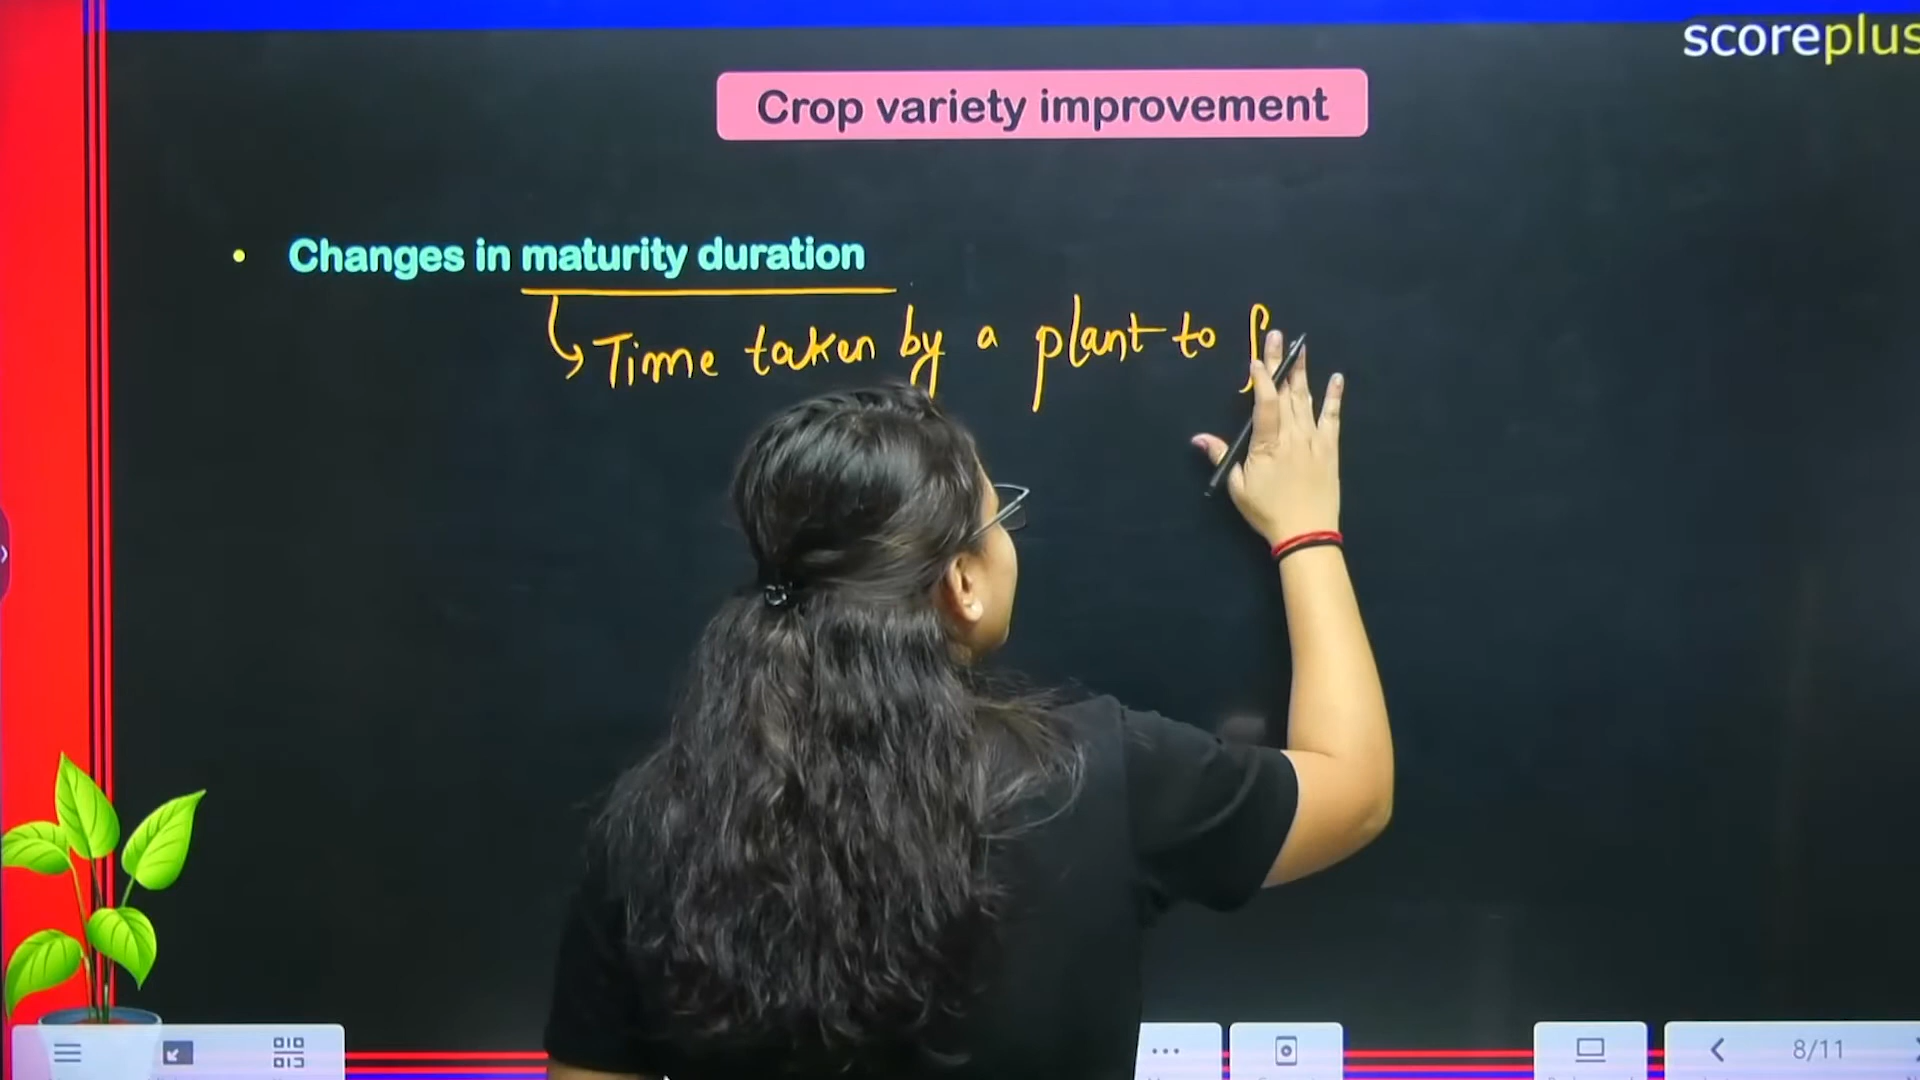 scoreplus
Crop variety improvement
• Changes in maturity duration
Time taken by a plant to
8/11